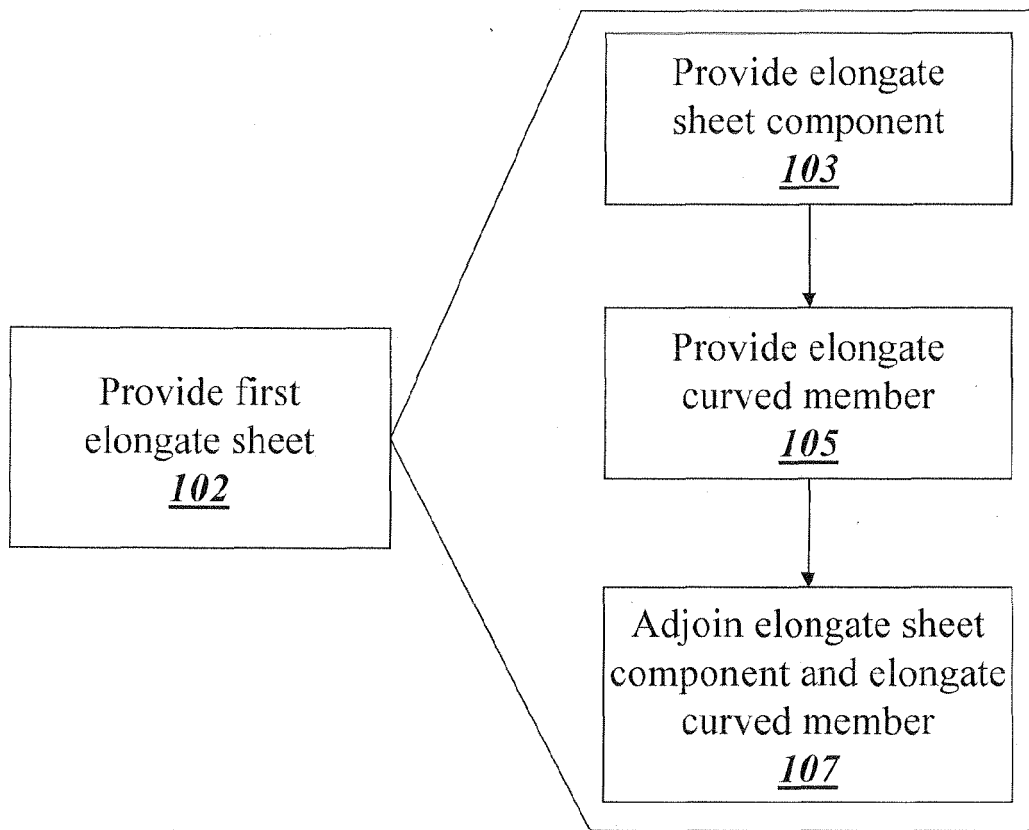 Provide first
elongate sheet
102
Provide elongate
sheet component
103
Provide elongate
curved member
105
Adjoin elongate sheet
component and elongate
curved member
107